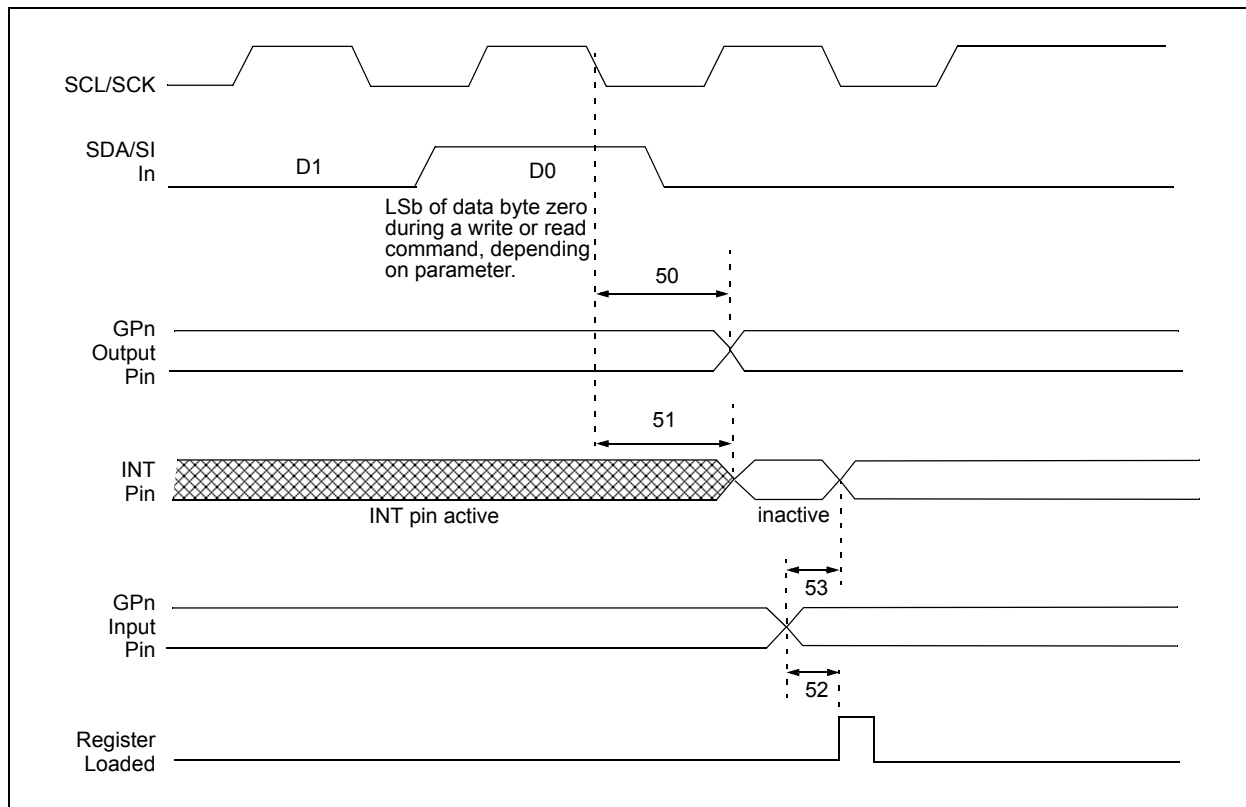 SCL/SCK
SDA/SI
In
D1
D0
LSb of data byte zero
during a write or read
command, depending
on parameter.
50
GPn
Output
Pin
51
INT
Pin
INT pin active
inactive
53
GPn
Input
Pin
52
Register
Loaded